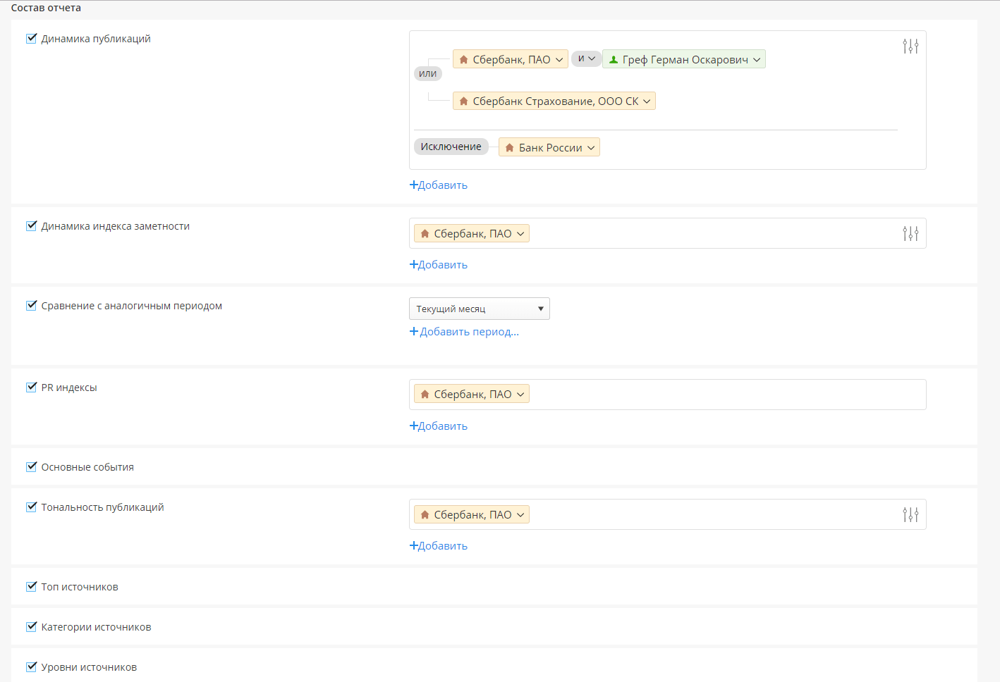 Состав отчета
Динамика публикаций
Сбербанк, ПАО и Греф Герман Оскарович
или
Сбербанк Страхование, ООО СК
Исключение Банк России
+Добавить
Динамика индекса заметности
Сбербанк, ПАО
+Добавить
Сравнение с аналогичным периодом
Текущий месяц
+Добавить период...
PR индексы
Сбербанк, ПАО
+Добавить
Основные события
Тональность публикаций
Сбербанк, ПАО
+Добавить
Топ источников
Категории источников
Уровни источников